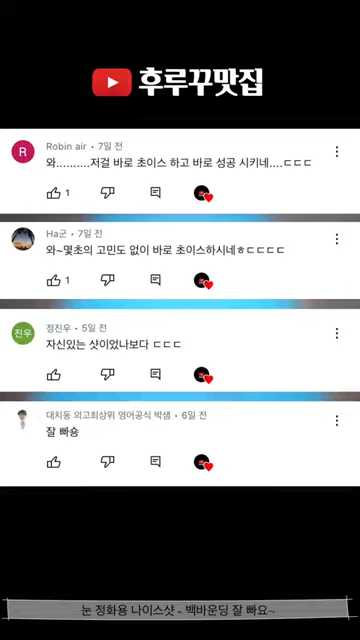 후루꾸맛집
Robin air • 7일 전
와..........저걸 바로 초이스 하고 바로 성공 시키네....ㄷㄷㄷ
1
Ha군 • 7일 전
와~몇초의 고민도 없이 바로 초이스하시네ㅎㄷㄷㄷㄷ
1
정진우 • 5일 전
자신있는 샷이었나보다 ㄷㄷㄷ
대치동 외고최상위 영어공식 박샘 • 6일 전
잘 빠숑
눈 정화용 나이스샷 - 백바운딩 잘 빠요~